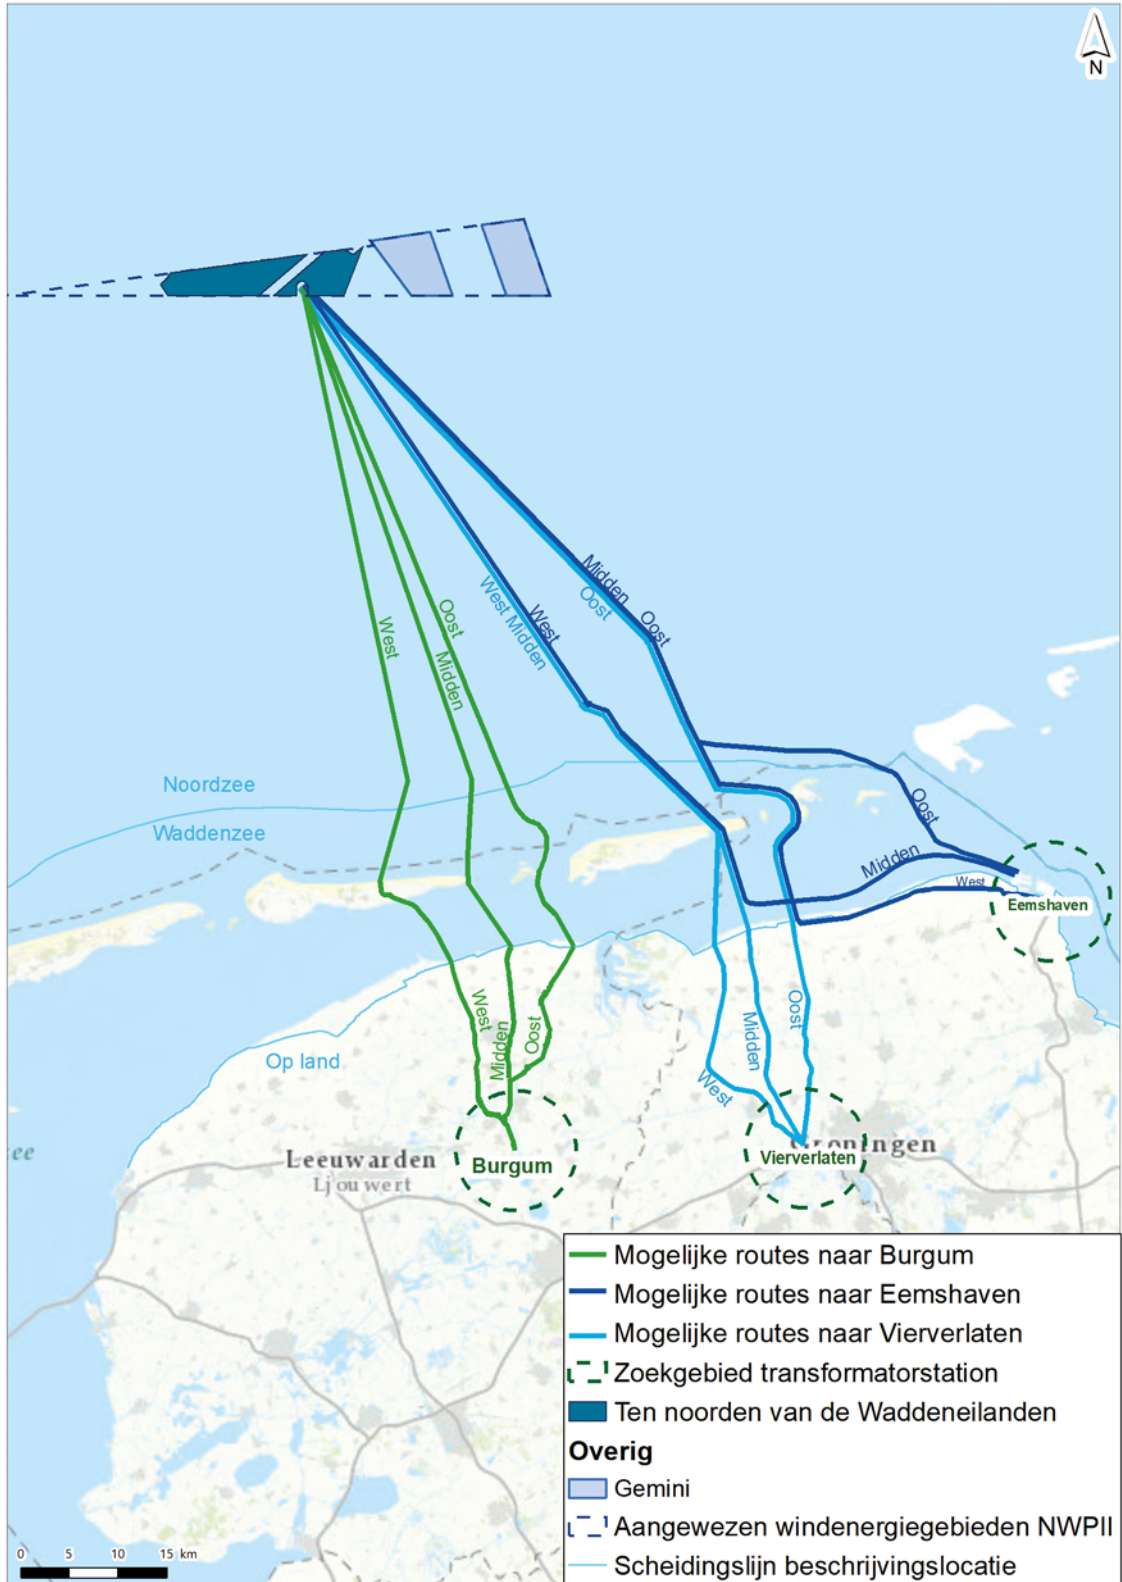 N
Midden
Oost
Oost
West
West Midden
Oost
Midden
West
Noordzee
Waddenzee
Oost
Midden
West
Eemshaven
West
Midden
Oost
Oost
Midden
West
Op land
ee
Leeuwarden
Ljouwert
Burgum
Groningen
Vierverlaten
Mogelijke routes naar Burgum
Mogelijke routes naar Eemshaven
Mogelijke routes naar Vierverlaten
Zoekgebied transformatorstation
Ten noorden van de Waddeneilanden
Overig
Gemini
Aangewezen windenergiegebieden NWPII
Scheidingslijn beschrijvingslocatie
0 5 10 15 km